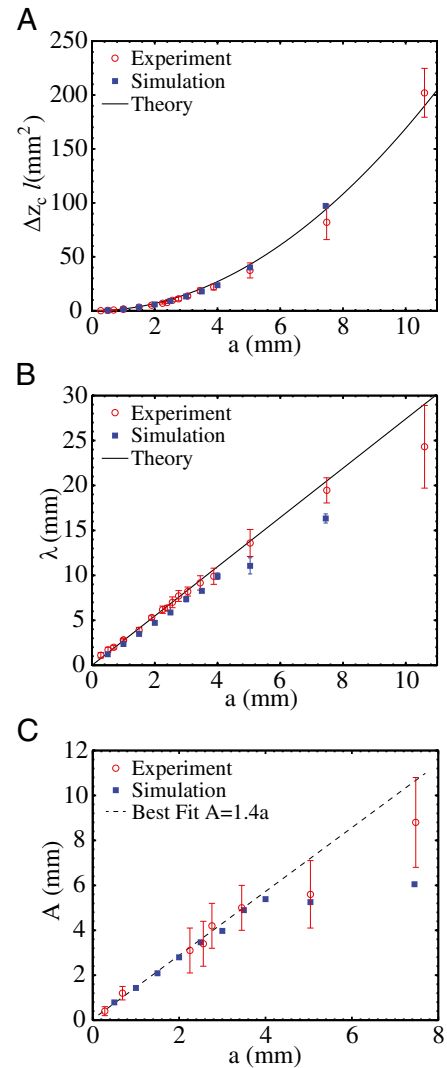 A
250
Experiment
Simulation
200
Theory
150
100
50
0
Δz_c l(mm²)
0 2 4 6 8 10
a (mm)
B
30
Experiment
Simulation
25
Theory
20
15
10
5
0
λ (mm)
0 2 4 6 8 10
a (mm)
C
12
Experiment
10
Simulation
Best Fit A=1.4a
8
6
4
2
0
A (mm)
0 2 4 6 8
a (mm)